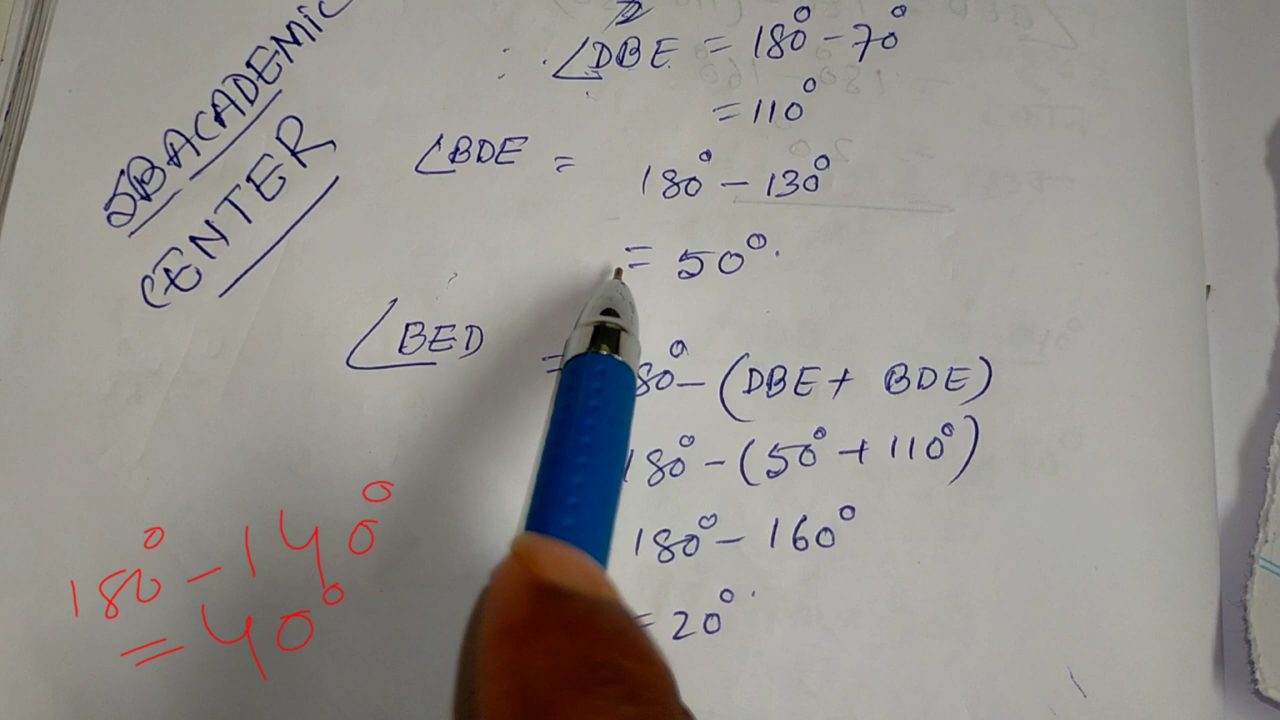 JBACADEMIC
CENTER
∴ ∠DBE = 180° - 70°
= 110°
∠BDE = 180° - 130°
= 50°.
∠BED = 80° - (DBE + BDE)
180° - (50° + 110°)
180° - 160°
= 20°.
180° - 140°
= 40°.